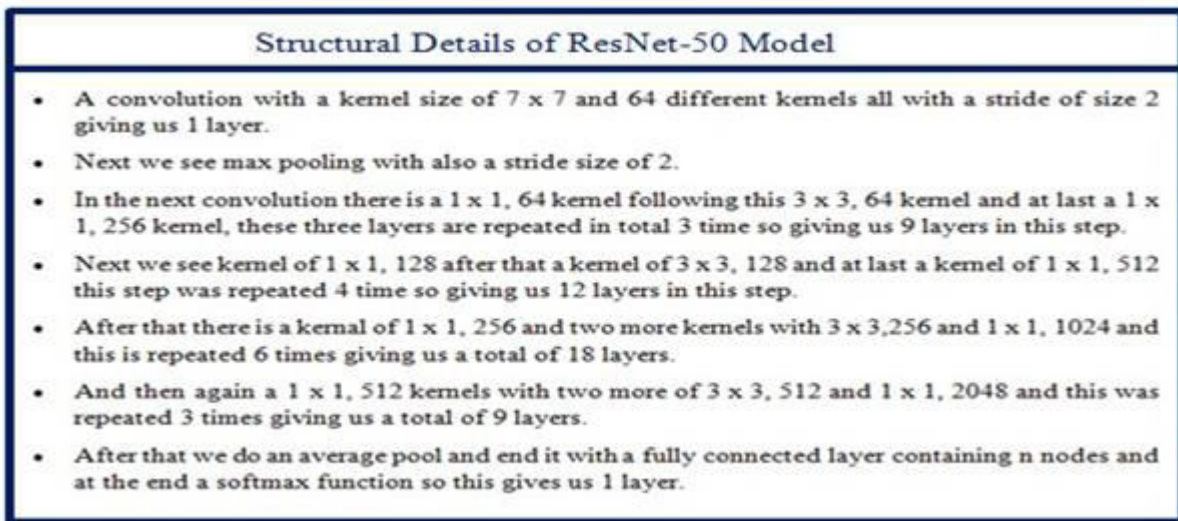 Structural Details of ResNet-50 Model
• A convolution with a kernel size of 7 x 7 and 64 different kernels all with a stride of size 2
giving us 1 layer.
• Next we see max pooling with also a stride size of 2.
• In the next convolution there is a 1 x 1, 64 kernel following this 3 x 3, 64 kernel and at last a 1 x
1, 256 kernel, these three layers are repeated in total 3 time so giving us 9 layers in this step.
• Next we see kernel of 1 x 1, 128 after that a kernel of 3 x 3, 128 and at last a kernel of 1 x 1, 512
this step was repeated 4 time so giving us 12 layers in this step.
• After that there is a kernal of 1 x 1, 256 and two more kernels with 3 x 3,256 and 1 x 1, 1024 and
this is repeated 6 times giving us a total of 18 layers.
• And then again a 1 x 1, 512 kernels with two more of 3 x 3, 512 and 1 x 1, 2048 and this was
repeated 3 times giving us a total of 9 layers.
• After that we do an average pool and end it with a fully connected layer containing n nodes and
at the end a softmax function so this gives us 1 layer.